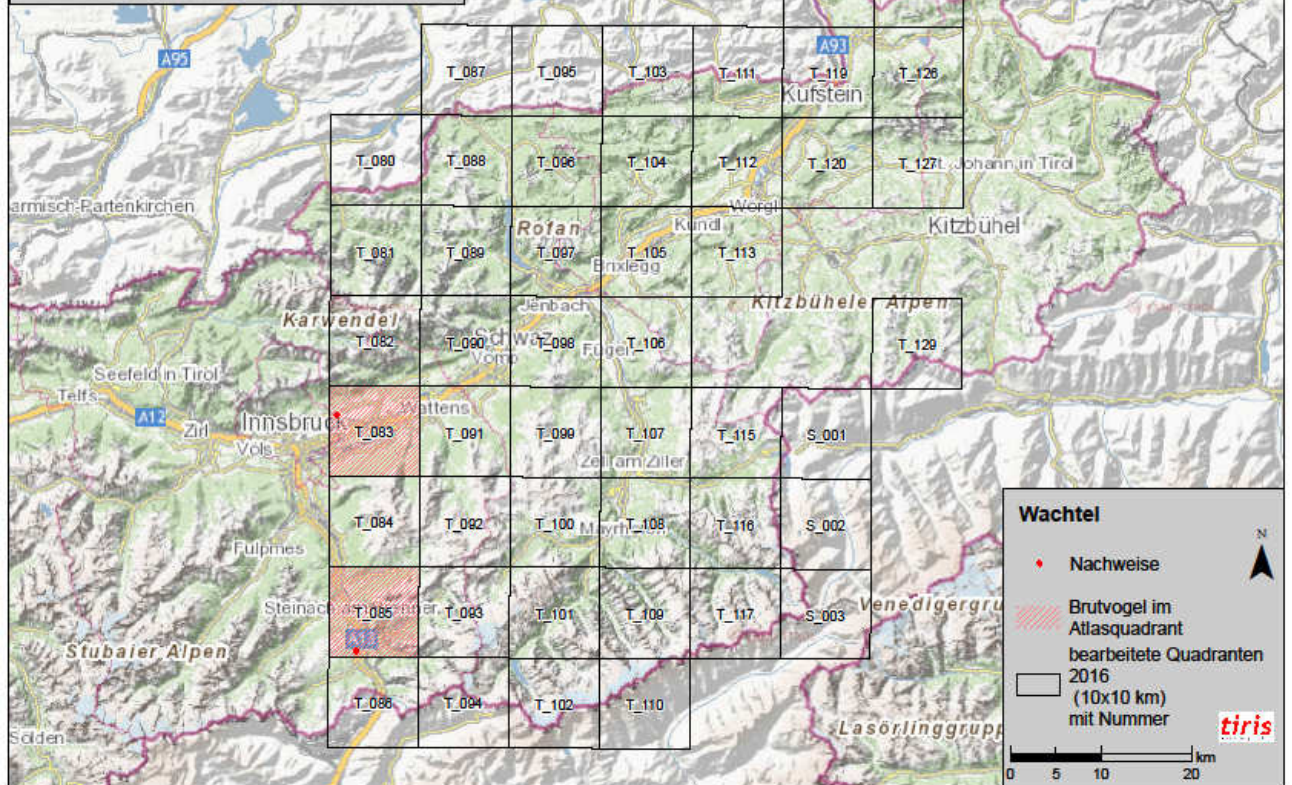 A95
A93
T_087 T_095 T_103 T_111 T_119 T_126
Kufstein
T_080 T_088 T_096 T_104 T_112 T_120 T_127 t. Johann in Tirol
armisch-Partenkirchen
Wörgl
Rofan Kundl Kitzbühel
T_081 T_089 T_097 T_105 T_113
Brixlegg
Jenbach Kitzbüheler Alpen
Karwendel
T_082 T_090 Schwaz T_098 Fügen T_106 T_129
Vomp
Seefeld in Tirol
Telfs
A12 Zirl Innsbruck Wattens
T_083 T_091 T_099 T_107 T_115 S_001
Völs
Zell am Ziller
T_084 T_092 T_100 Mayrhofen T_108 T_116 S_002
Fulpmes
Steinach am Brenner Venedigergru
T_085 T_093 T_101 T_109 T_117 S_003
A13
Stubaier Alpen
T_086 T_094 T_102 T_110
Sölden
Lasörlinggrupp
Wachtel
N
Nachweise
Brutvogel im
Atlasquadrant
bearbeitete Quadranten
2016
(10x10 km)
mit Nummer
tiris
km
0 5 10 20